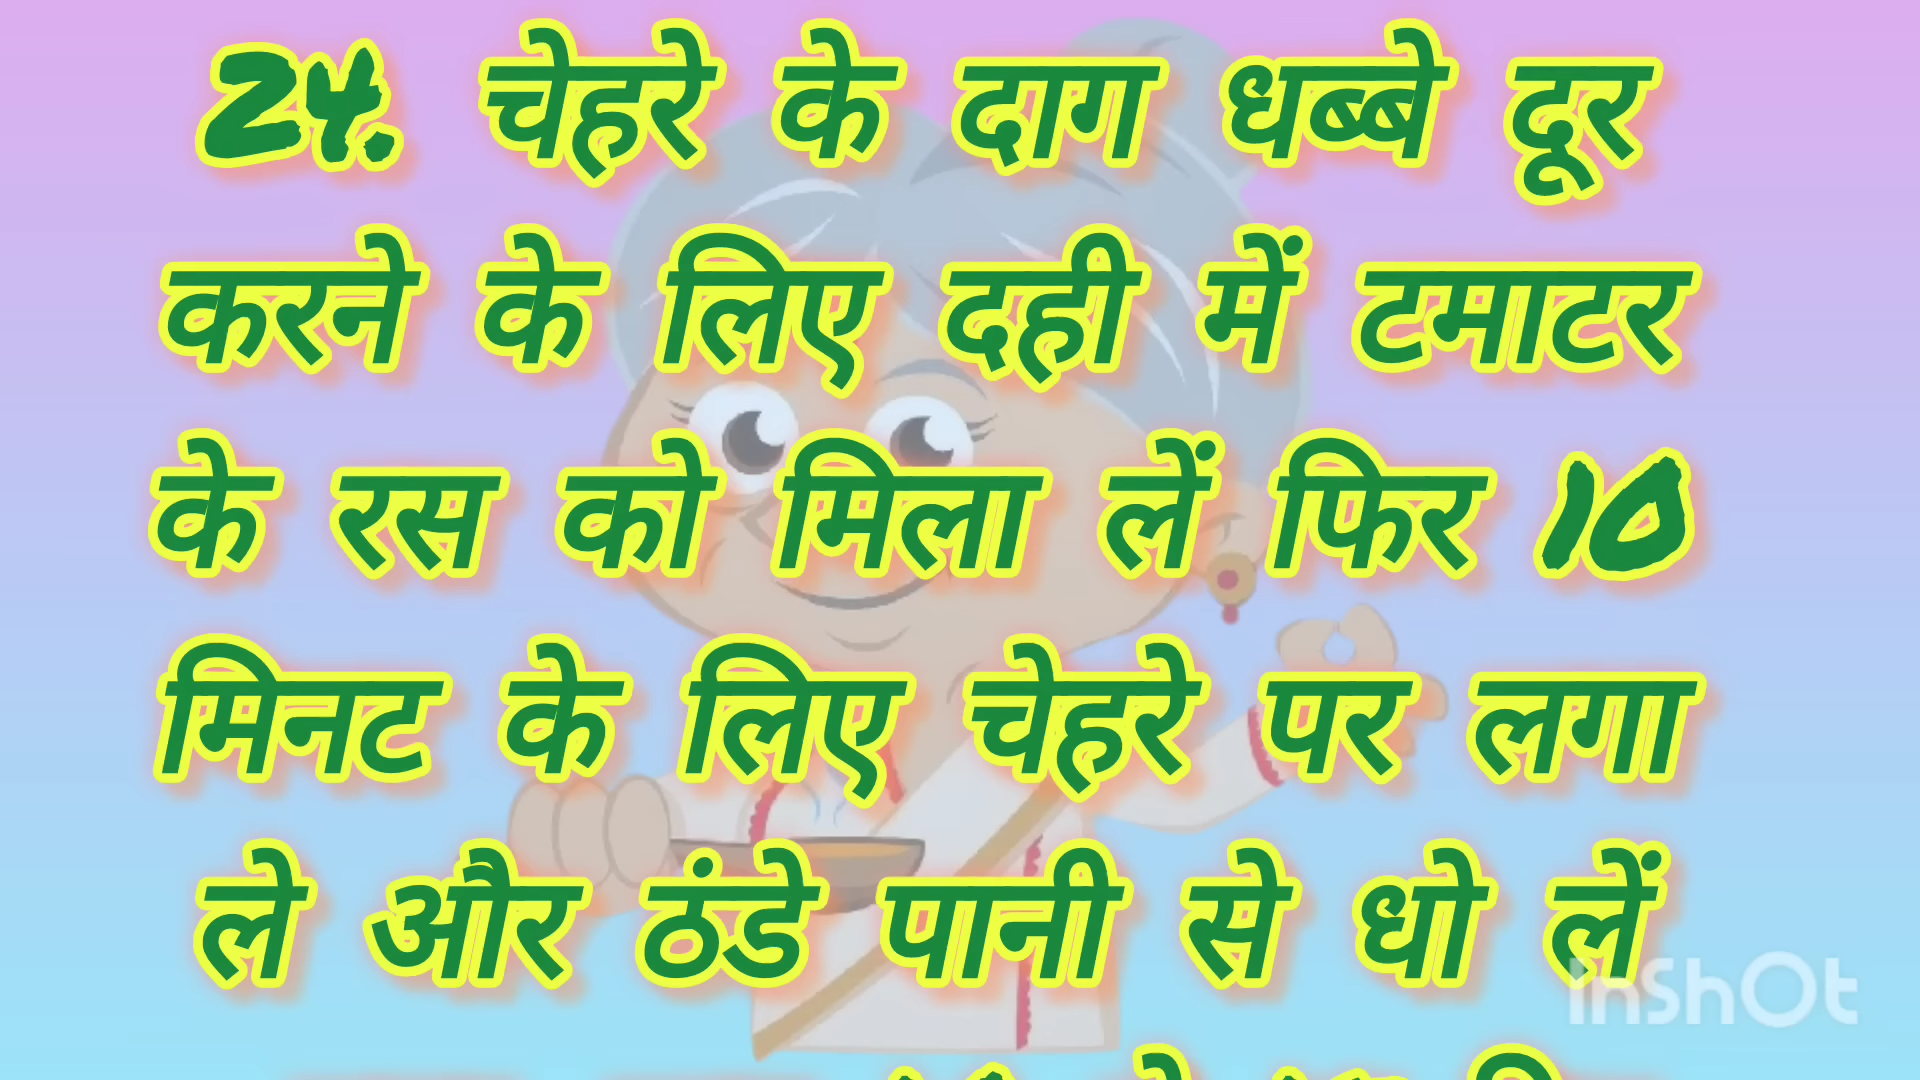 24. चेहरे के दाग धब्बे दूर
करने के लिए दही में टमाटर
के रस को मिला लें फिर 10
मिनट के लिए चेहरे पर लगा
ले और ठंडे पानी से धो लें
InShOt